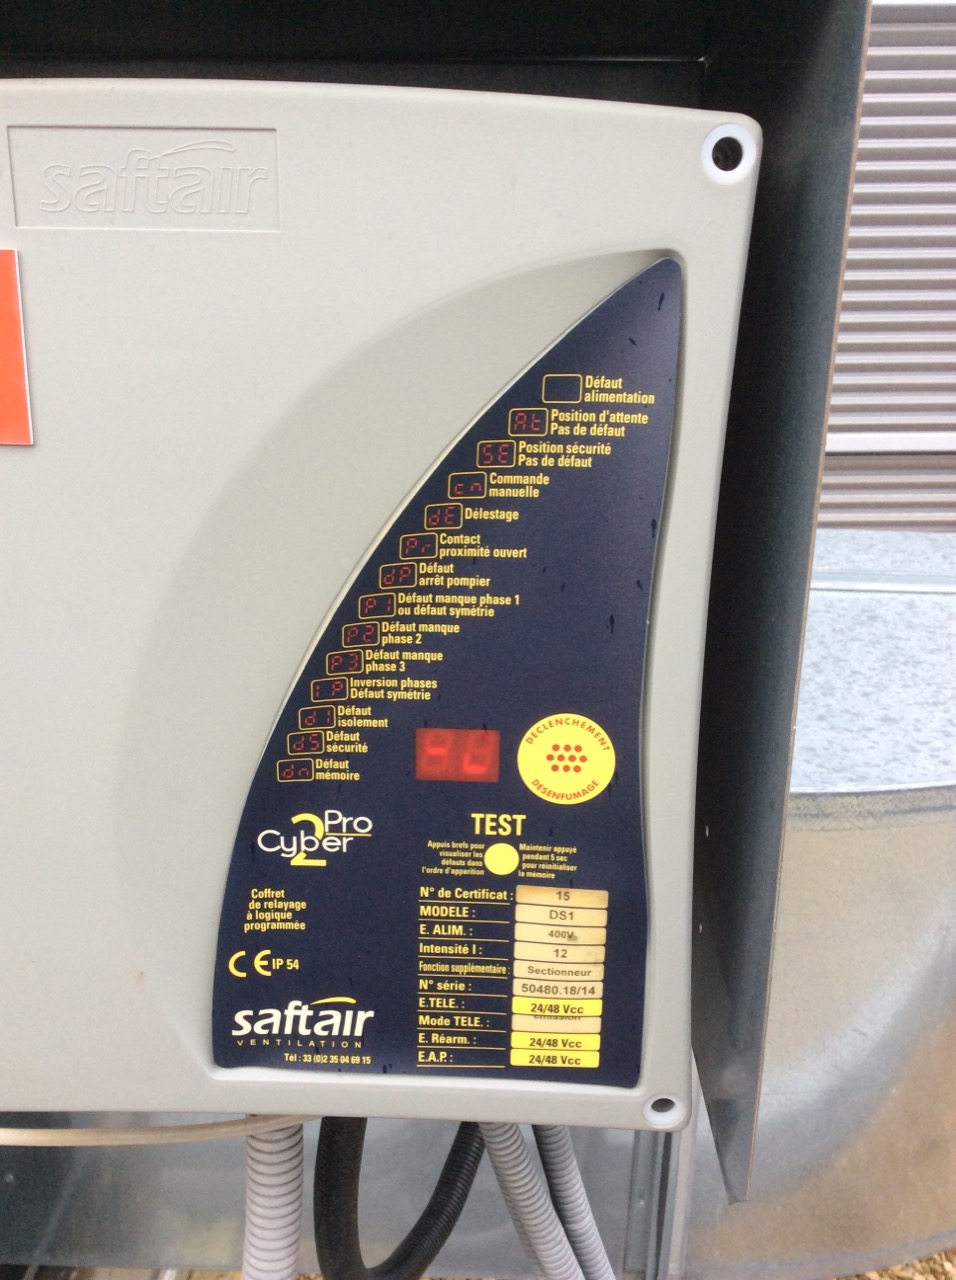 saftair
Défaut
alimentation
At
Position d'attente
Pas de défaut
SE
Position sécurité
Pas de défaut
cn
Commande
manuelle
dE
Délestage
Pr
Contact
proximité ouvert
dP
Défaut
arrêt pompier
P1
Défaut manque phase 1
ou défaut symétrie
P2
Défaut manque
phase 2
P3
Défaut manque
phase 3
IP
Inversion phases
Défaut symétrie
dI
Défaut
isolement
dS
Défaut
sécurité
dn
Défaut
mémoire
DECLENCHEMENT
DESENFUMAGE
Cyber 2 Pro
TEST
Appuis brefs pour
visualiser les
défauts dans
l'ordre d'apparition
Maintenir appuyé
pendant 5 sec
pour réinitialiser
la mémoire
Coffret
de relayage
à logique
programmée
CE IP 54
saftair
VENTILATION
Tél : 33 (0)2 35 04 69 15
N° de Certificat : 15
MODELE : DS1
E. ALIM. : 400V
Intensité I : 12
Fonction supplémentaire : Sectionneur
N° série : 50480.18/14
E.TELE. : 24/48 Vcc
Mode TELE. : emission
E. Réarm. : 24/48 Vcc
E.A.P. : 24/48 Vcc